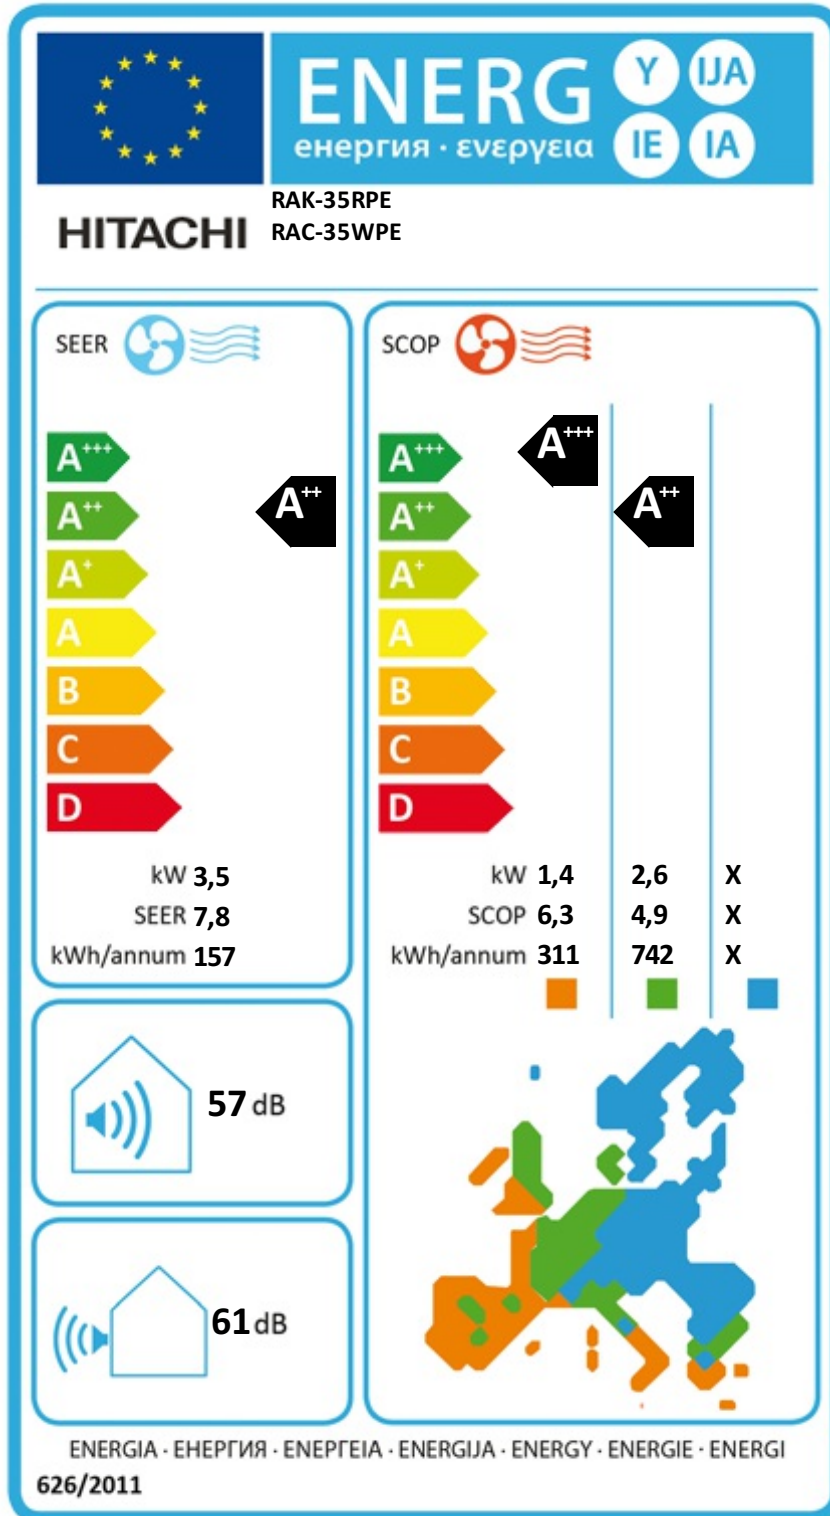 ENERG
енергия · ενεργεια
Y IJA
IE IA
HITACHI
RAK-35RPE
RAC-35WPE
SEER
A+++
A++
A+
A
B
C
D
A++
kW 3,5
SEER 7,8
kWh/annum 157
SCOP
A+++
A++
A+
A
B
C
D
A+++
A++
kW 1,4 2,6 X
SCOP 6,3 4,9 X
kWh/annum 311 742 X
57 dB
61 dB
ENERGIA · ЕНЕРГИЯ · ΕΝΕΡΓΕΙΑ · ENERGIJA · ENERGY · ENERGIE · ENERGI
626/2011